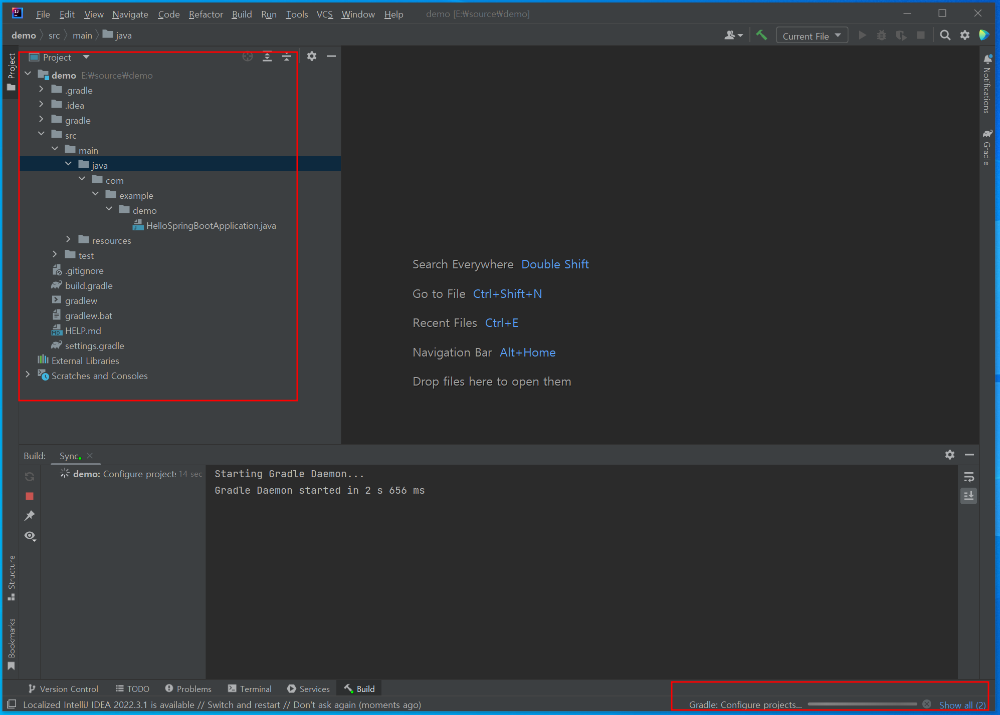 File Edit View Navigate Code Refactor Build Run Tools VCS Window Help demo [E:₩source₩demo]
demo src main java
Current File
Project
Project
demo E:₩source₩demo
.gradle
.idea
gradle
src
main
java
com
example
demo
HelloSpringBootApplication.java
resources
test
.gitignore
build.gradle
gradlew
gradlew.bat
HELP.md
settings.gradle
External Libraries
Scratches and Consoles
Search Everywhere Double Shift
Go to File Ctrl+Shift+N
Recent Files Ctrl+E
Navigation Bar Alt+Home
Drop files here to open them
Notifications
Gradle
Build: Sync
demo: Configure projects 14 sec
Starting Gradle Daemon...
Gradle Daemon started in 2 s 656 ms
Structure
Bookmarks
Version Control TODO Problems Terminal Services Build
Localized IntelliJ IDEA 2022.3.1 is available // Switch and restart // Don't ask again (moments ago)
Gradle: Configure projects... Show all (2)